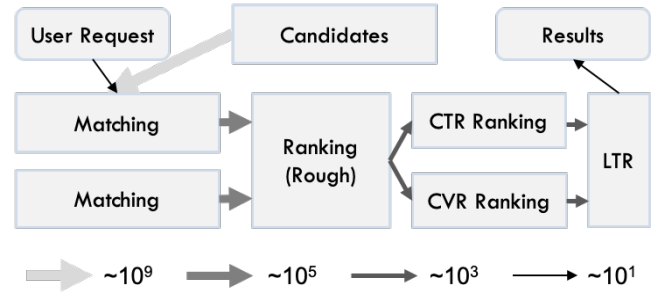 User Request
Candidates
Results
Matching
Matching
Ranking
(Rough)
CTR Ranking
CVR Ranking
LTR
~10⁹
~10⁵
~10³
~10¹